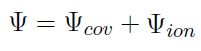 Ψ = Ψ_cov + Ψ_ion